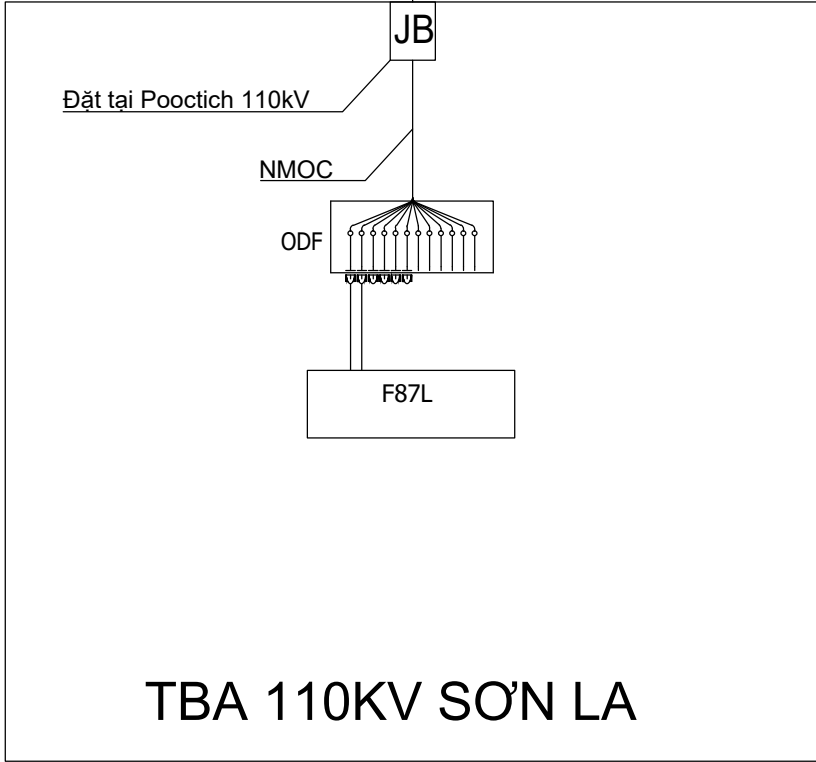 JB
Đặt tại Pooctich 110kV
NMOC
ODF
F87L
TBA 110KV SƠN LA